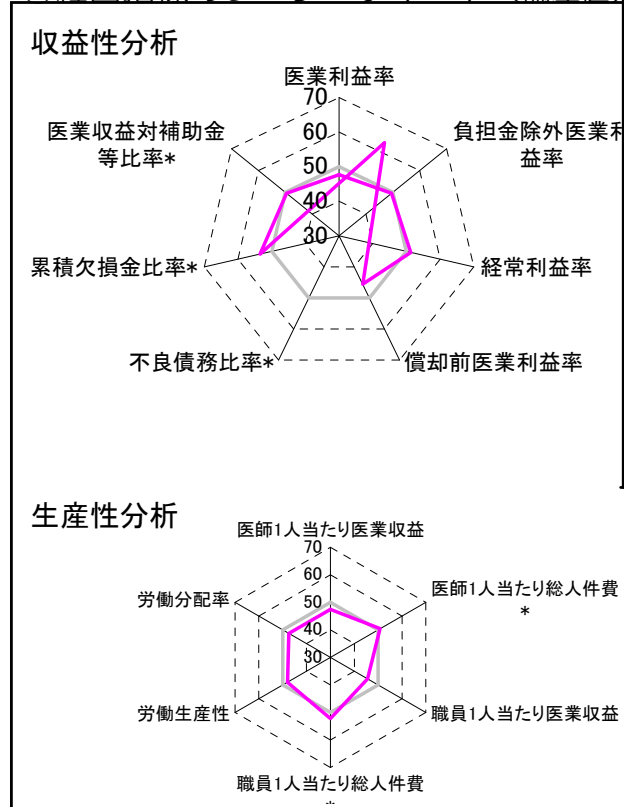 収益性分析
医業利益率
70
60
50
40
30
医業収益対補助金
等比率*
負担金除外医業利
益率
累積欠損金比率*
経常利益率
不良債務比率*
償却前医業利益率
生産性分析
医師1人当たり医業収益
70
60
50
40
30
労働分配率
医師1人当たり総人件費
*
労働生産性
職員1人当たり医業収益
職員1人当たり総人件費
*